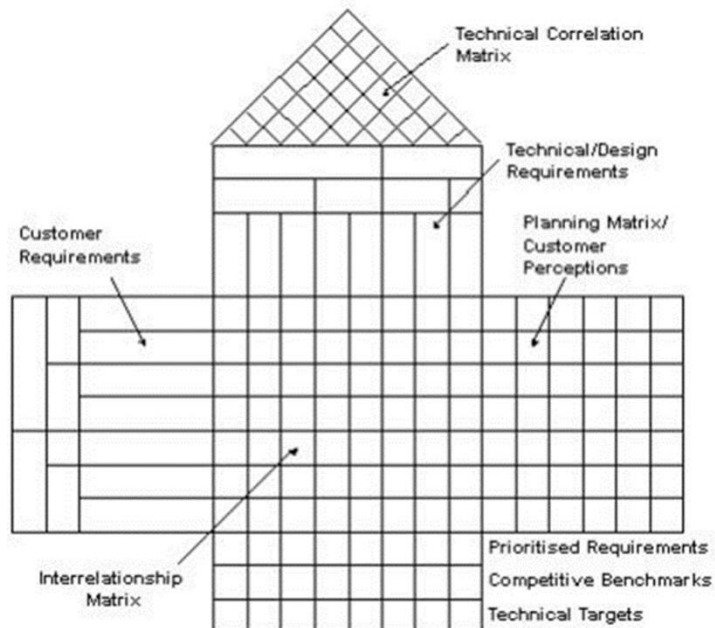 Technical Correlation
Matrix
Technical/Design
Requirements
Planning Matrix/
Customer
Perceptions
Customer
Requirements
Interrelationship
Matrix
Prioritised Requirements
Competitive Benchmarks
Technical Targets